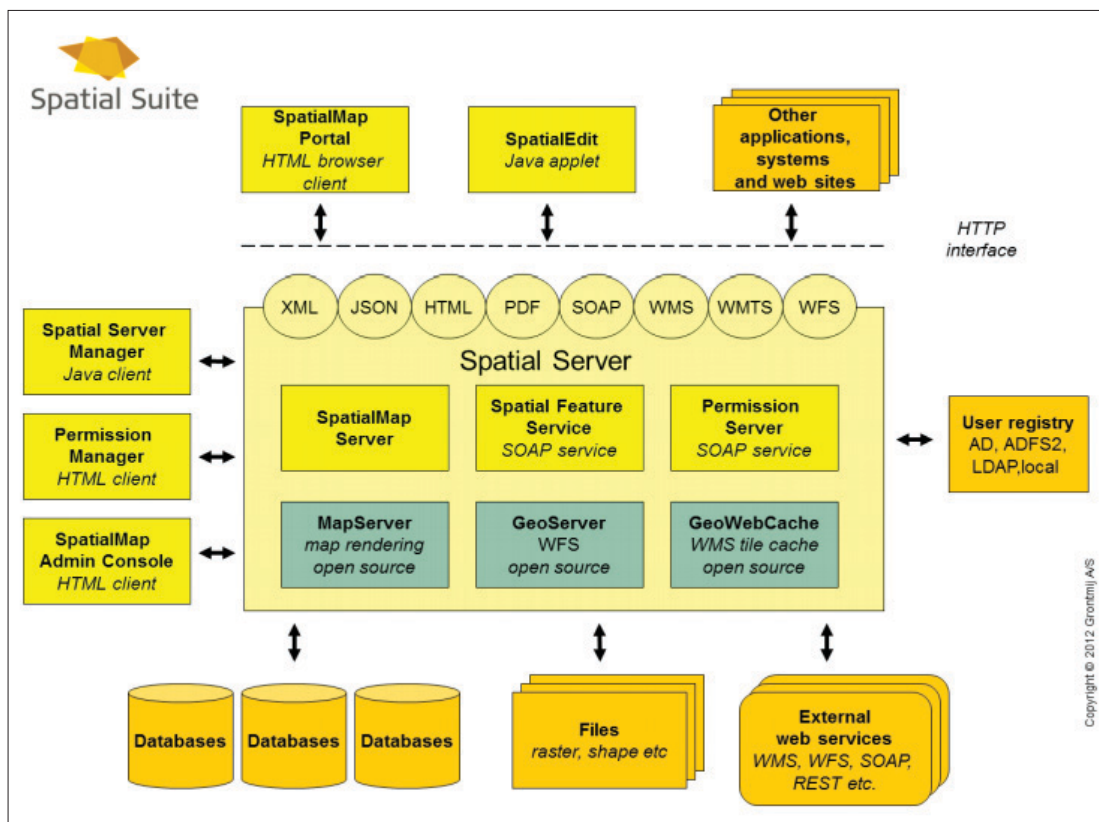 Spatial Suite
SpatialMap
Portal
HTML browser
client
SpatialEdit
Java applet
Other
applications,
systems
and web sites
HTTP
interface
XML
JSON
HTML
PDF
SOAP
WMS
WMTS
WFS
Spatial Server
Spatial Server
Manager
Java client
Permission
Manager
HTML client
SpatialMap
Admin Console
HTML client
SpatialMap
Server
Spatial Feature
Service
SOAP service
Permission
Server
SOAP service
MapServer
map rendering
open source
GeoServer
WFS
open source
GeoWebCache
WMS tile cache
open source
User registry
AD, ADFS2,
LDAP,local
Databases
Databases
Databases
Files
raster, shape etc
External
web services
WMS, WFS, SOAP,
REST etc.
Copyright © 2012 Grontmij A/S